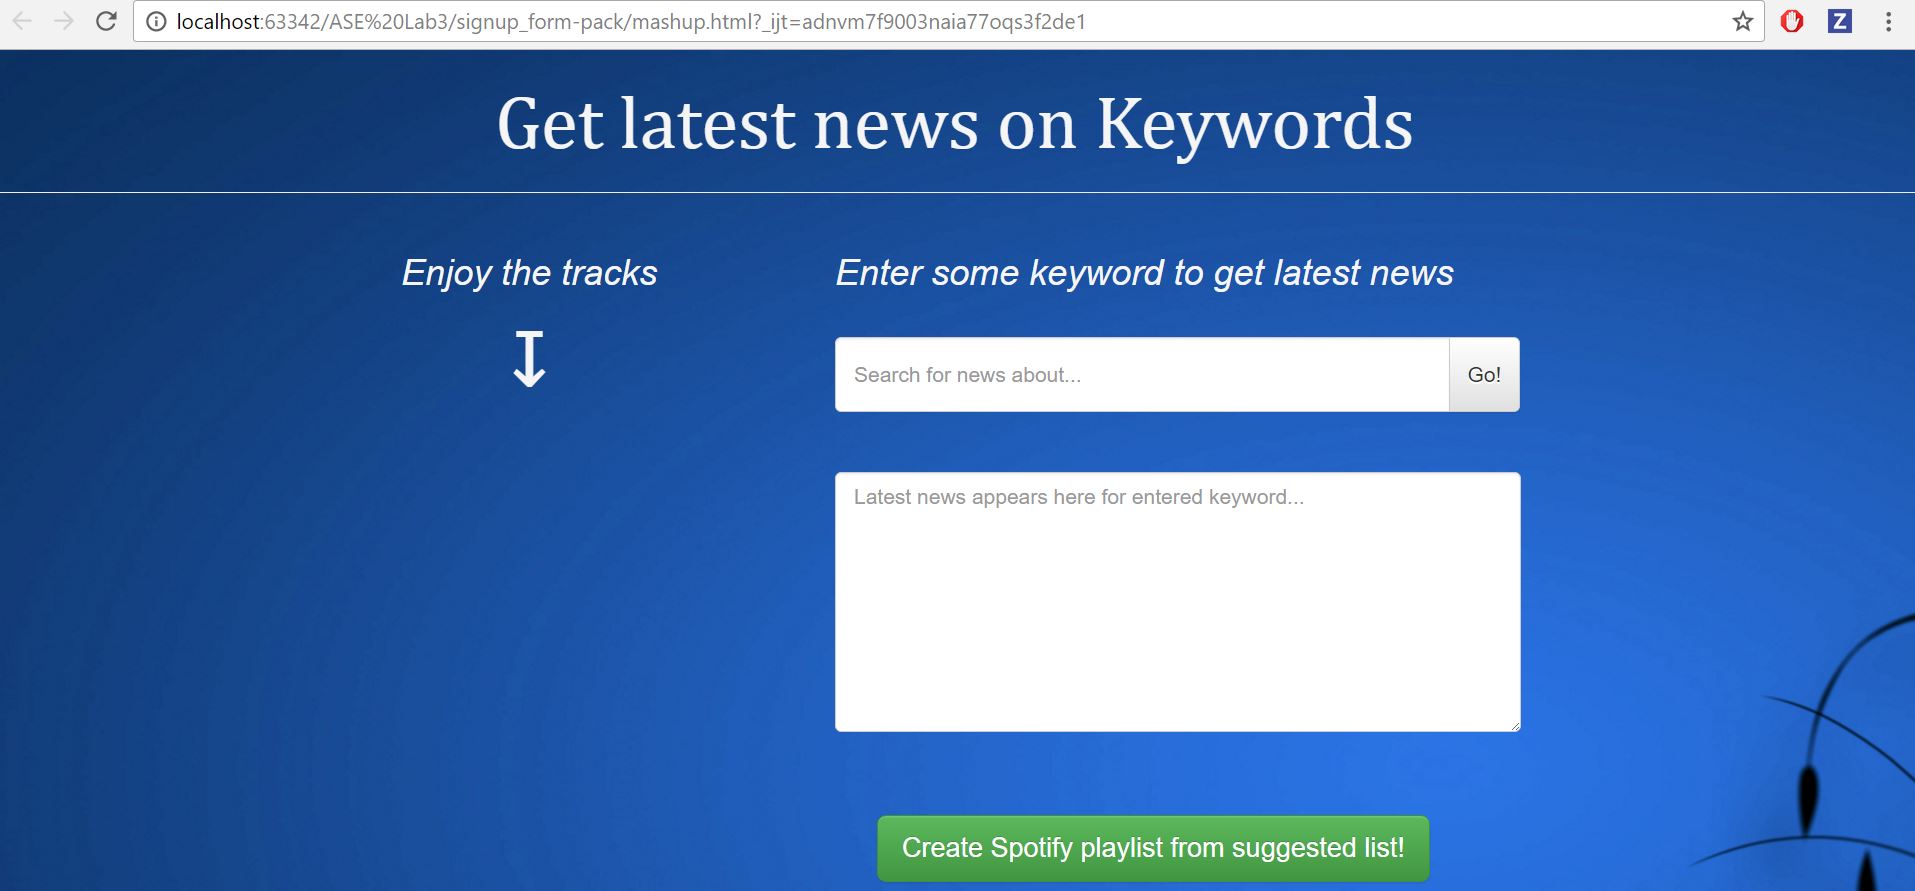 localhost:63342/ASE%20Lab3/signup_form-pack/mashup.html?_ijt=adnvm7f9003naia77oqs3f2de1
Z
Get latest news on Keywords
Enjoy the tracks
Enter some keyword to get latest news
Search for news about...
Go!
Latest news appears here for entered keyword...
Create Spotify playlist from suggested list!